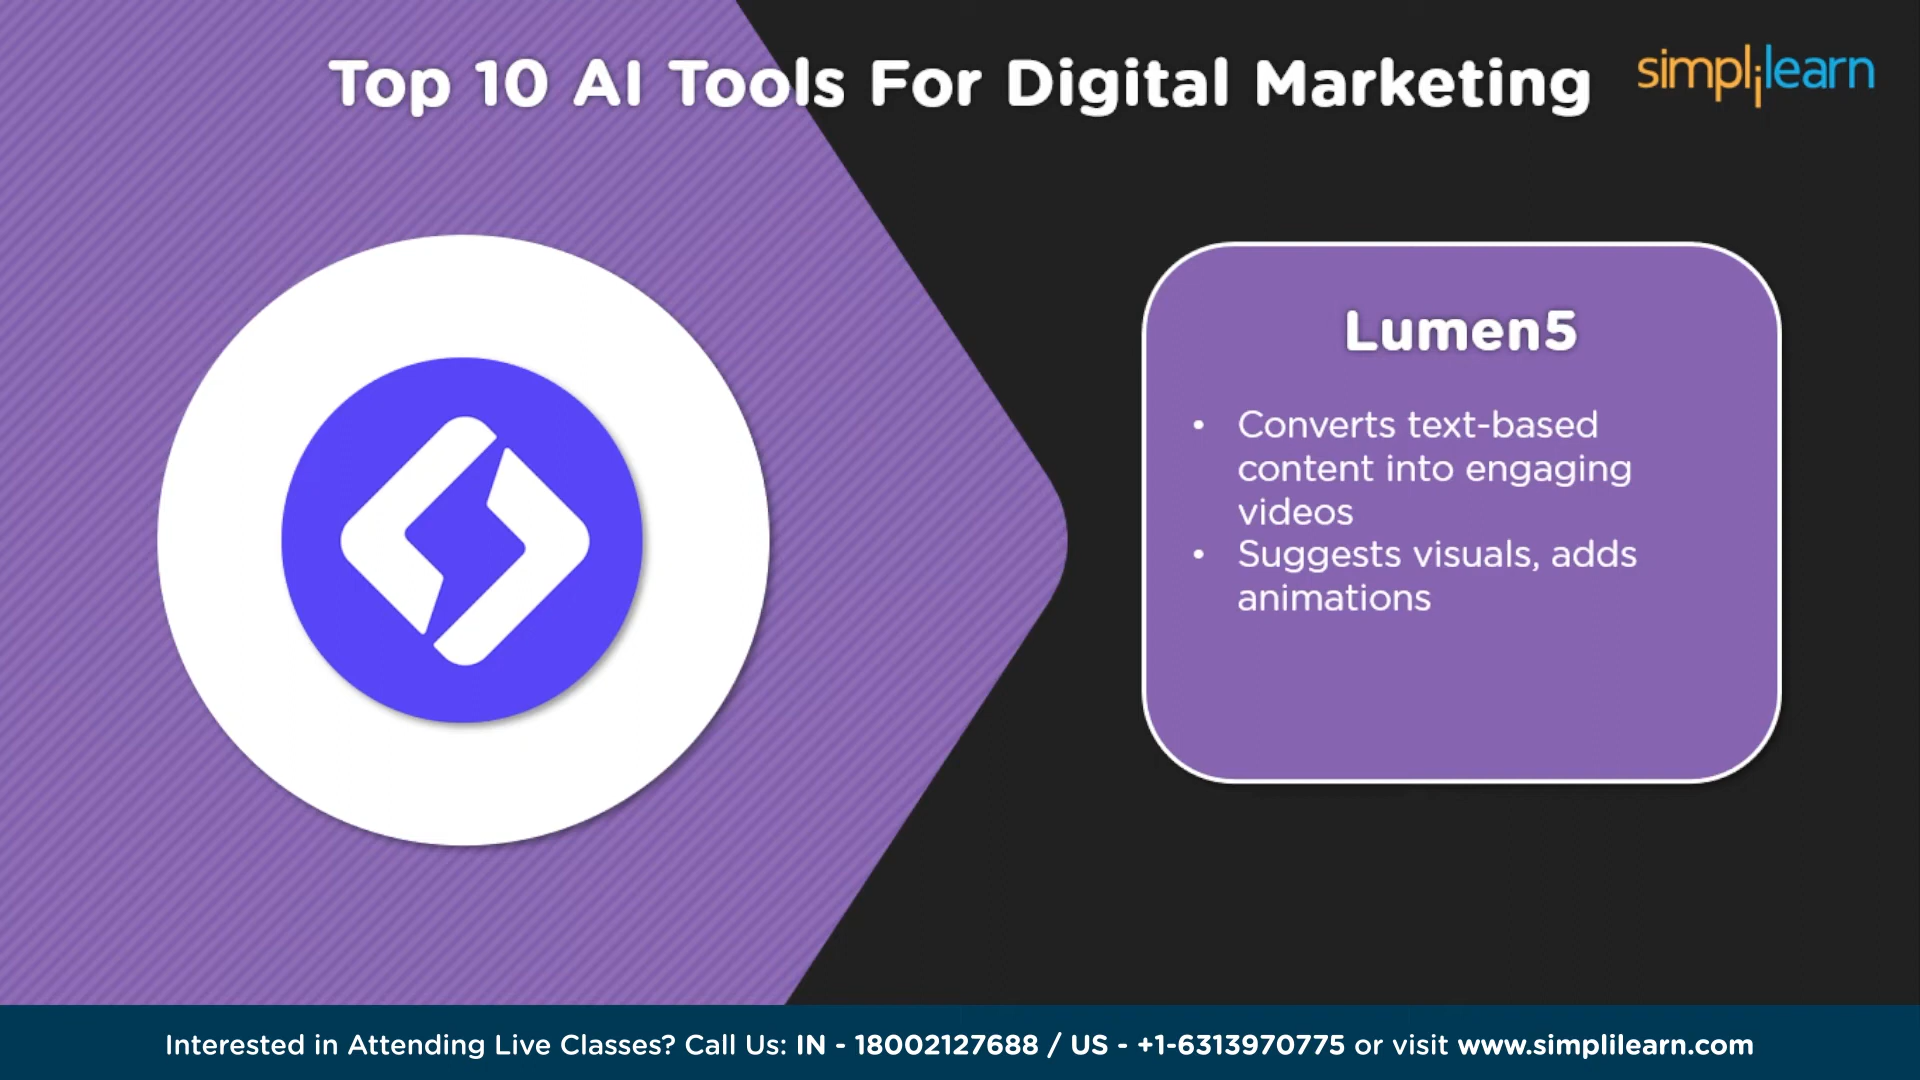 Top 10 AI Tools For Digital Marketing
simplilearn
Lumen5
• Converts text-based
content into engaging
videos
• Suggests visuals, adds
animations
Interested in Attending Live Classes? Call Us: IN - 18002127688 / US - +1-6313970775 or visit www.simplilearn.com